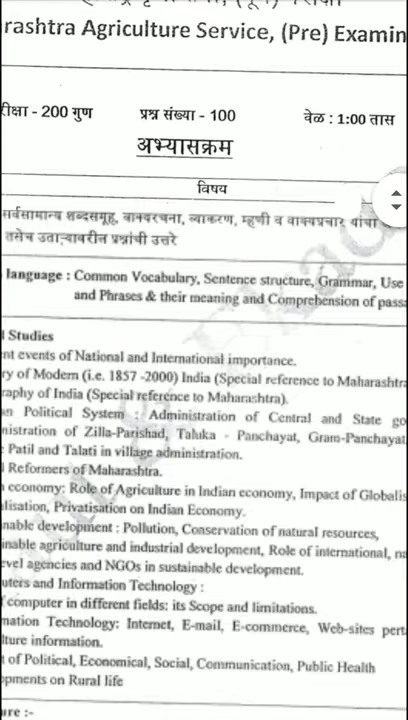 rashtra Agriculture Service, (Pre) Examin
रीक्षा - 200 गुण प्रश्न संख्या - 100 वेळ : 1:00 तास
अभ्यासक्रम
विषय
सर्वसामान्य शब्दसमूह, वाक्यरचना, व्याकरण, म्हणी व वाक्यप्रचार यांचा
तसेच उताऱ्यावरील प्रश्नांची उत्तरे
language : Common Vocabulary, Sentence structure, Grammar, Use
and Phrases & their meaning and Comprehension of passa
l Studies
nt events of National and International importance.
ry of Modern (i.e. 1857 -2000) India (Special reference to Maharashtra
raphy of India (Special reference to Maharashtra).
an Political System : Administration of Central and State go
nistration of Zilla-Parishad, Taluka - Panchayat, Gram-Panchayat
: Patil and Talati in village administration.
l Reformers of Maharashtra.
n economy: Role of Agriculture in Indian economy, Impact of Globalis
lisation, Privatisation on Indian Economy.
nable development : Pollution, Conservation of natural resources,
inable agriculture and industrial development, Role of international, na
evel agencies and NGOs in sustainable development.
uters and Information Technology :
f computer in different fields: its Scope and limitations.
mation Technology: Internet, E-mail, E-commerce, Web-sites pert
lture information.
t of Political, Economical, Social, Communication, Public Health
opments on Rural life
ure :-